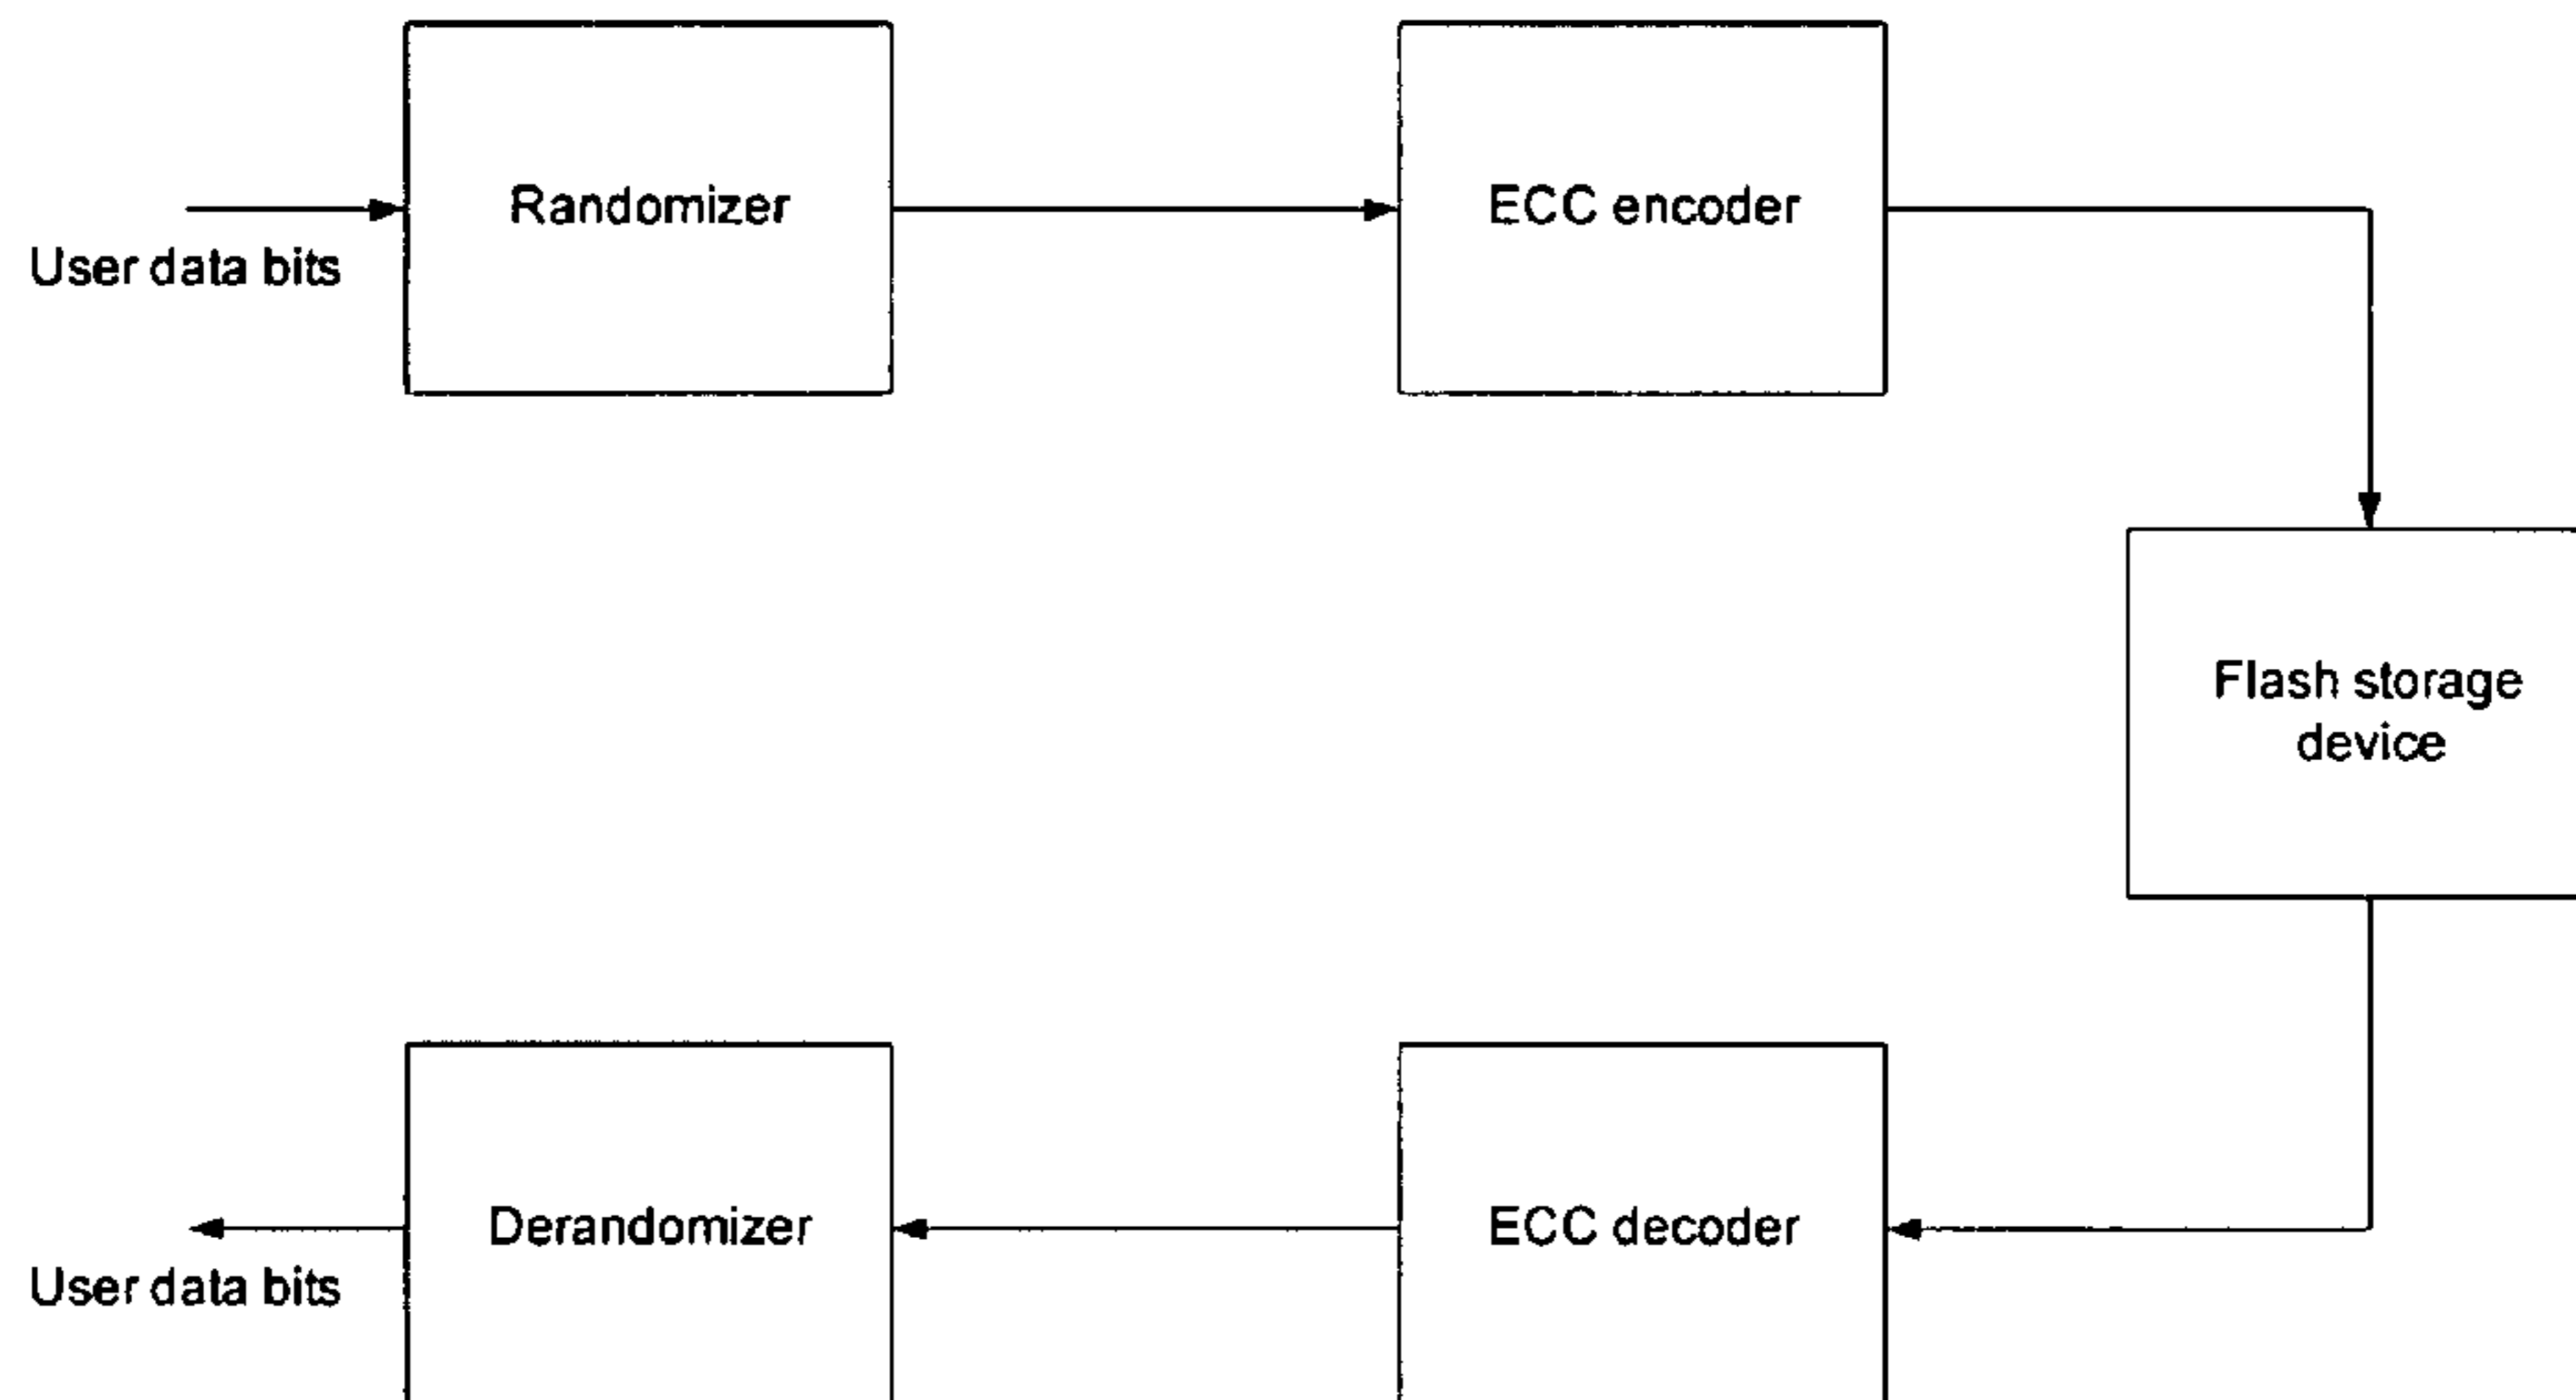 Randomizer
ECC encoder
User data bits
Flash storage
device
Derandomizer
ECC decoder
User data bits